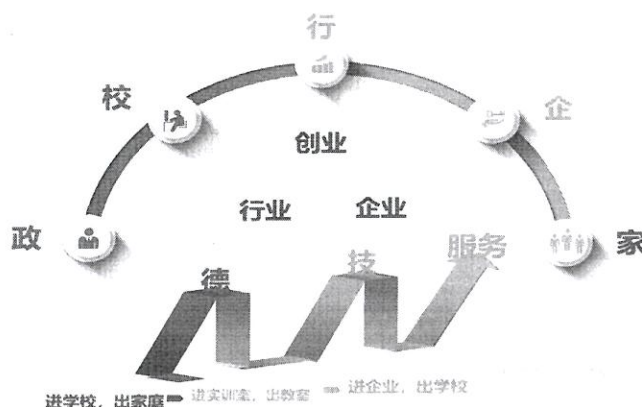 行
校
企
创业
行业 企业
政
家
德 技 服务
进学校，出家庭 进实训室，出教室 进企业，出学校